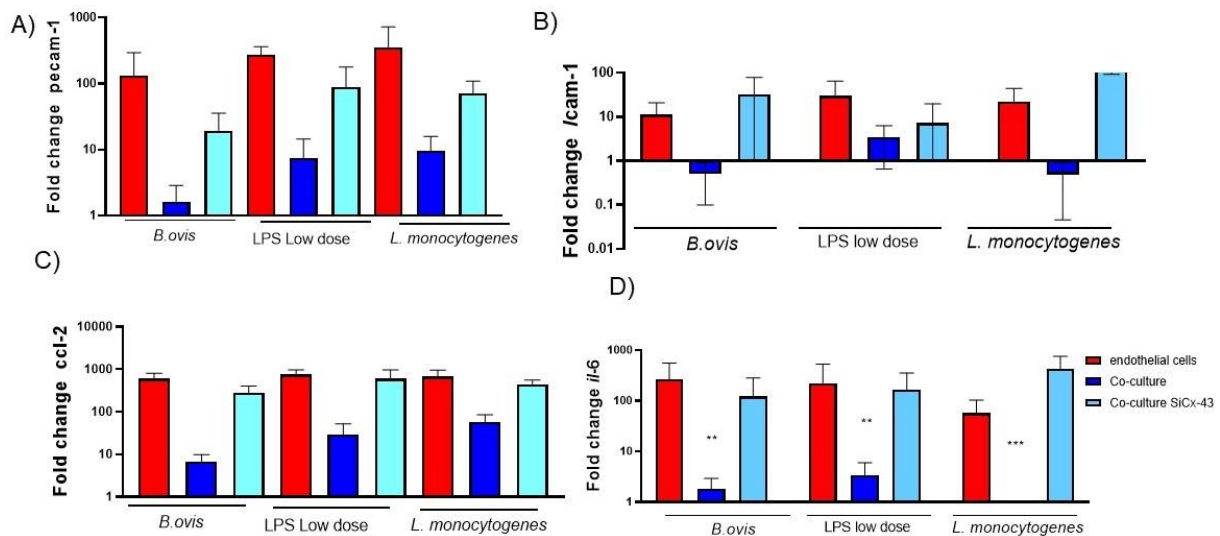 A)
Fold change pecam-1
1000
100
10
1
B.ovis
LPS Low dose
L. monocytogenes
B)
Fold change Icam-1
100
10
1
0.1
0.01
B.ovis
LPS low dose
L. monocytogenes
C)
Fold change ccl-2
10000
1000
100
10
1
B.ovis
LPS Low dose
L. monocytogenes
D)
Fold change il-6
1000
100
10
1
**
**
***
B.ovis
LPS low dose
L. monocytogenes
endothelial cells
Co-culture
Co-culture SiCx-43